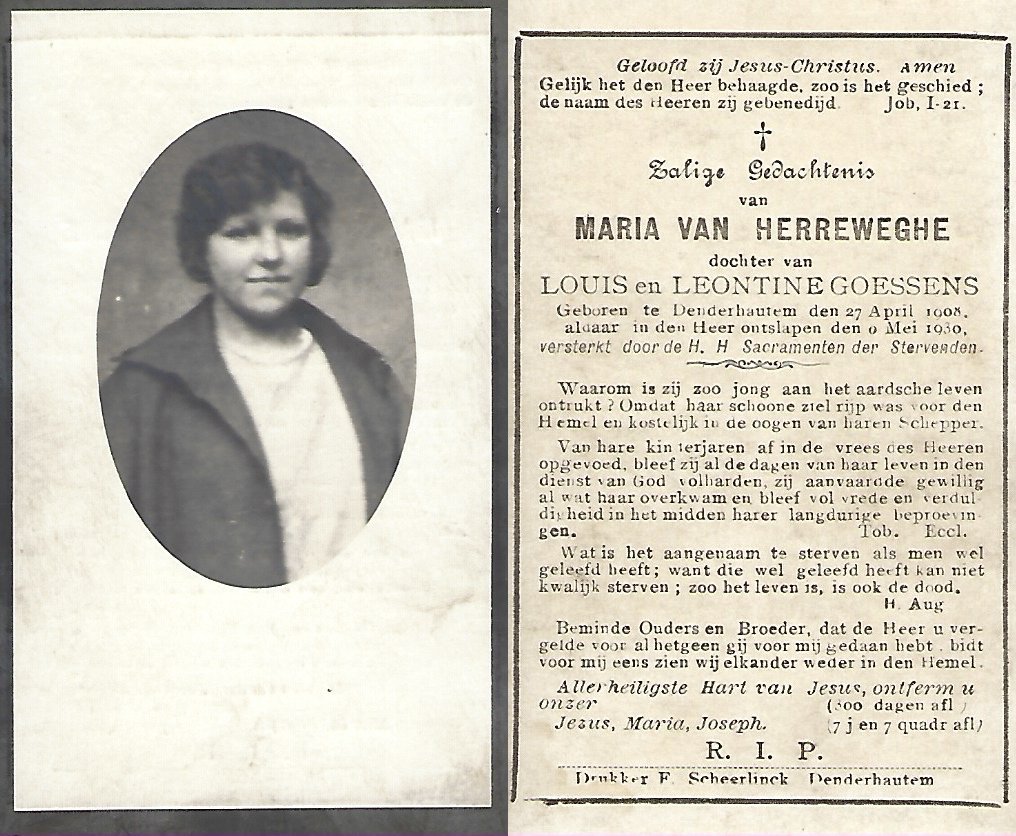 Geloofd zij Jesus-Christus. Amen
Gelijk het den Heer behaagde, zoo is het geschied ;
de naam des Heeren zij gebenedijd. Job, I-21.
Zalige Gedachtenis
van
MARIA VAN HERREWEGHE
dochter van
LOUIS en LEONTINE GOESSENS
Geboren te Denderhautem den 27 April 1908.
aldaar in den Heer ontslapen den Mei 1930,
versterkt door de H. H Sacramenten der Stervenden.
Waarom is zij zoo jong aan het aardsche leven
ontrukt ? Omdat haar schoone ziel rijp was voor den
Hemel en kostelijk in de oogen van haren Schepper.
Van hare kinderjaren af in de vrees des Heeren
opgevoed, bleef zij al de dagen van haar leven in den
dienst van God volharden, zij aanvaardde gewillig
al wat haar overkwam en bleef vol vrede en verdul-
digheid in het midden harer langdurige beproevin-
gen. Tob. Eccl.
Wat is het aangenaam te sterven als men wel
geleefd heeft ; want die wel geleefd heeft kan niet
kwalijk sterven ; zoo het leven is, is ook de dood.
H. Aug
Beminde Ouders en Broeder, dat de Heer u ver-
gelde voor al hetgeen gij voor mij gedaan hebt . bidt
voor mij eens zien wij elkander weder in den Hemel.
Allerheiligste Hart van Jesus, ontferm u
onzer (300 dagen afl )
Jezus, Maria, Joseph. (7 j en 7 quadr afl)
R. I. P.
Drukker F. Scheerlinck Denderhautem